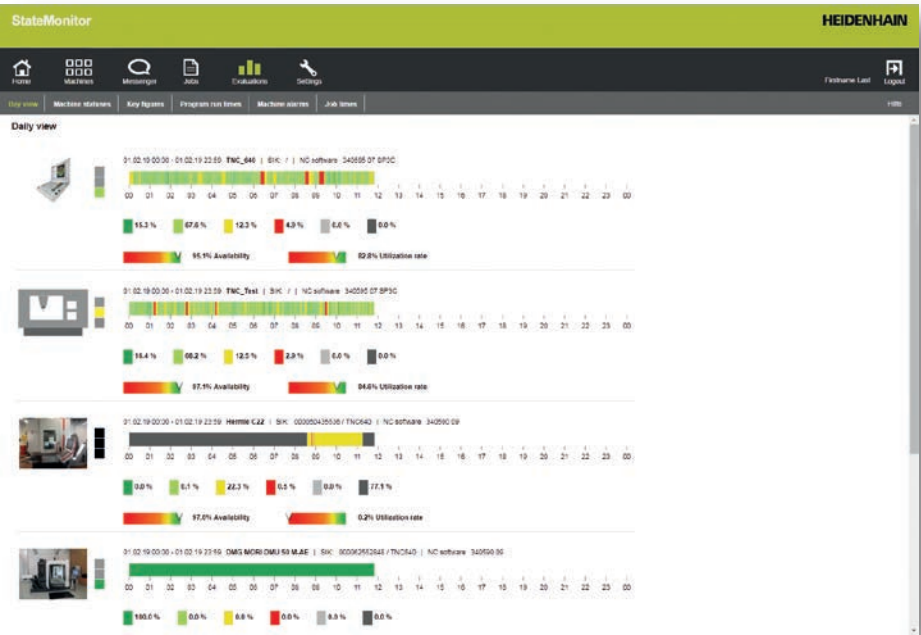 StateMonitor HEIDENHAIN
Home Machines Messenger Jobs Evaluations Settings Firstname Last Logout
Day view Machine statuses Key figures Program run times Machine alarms Job times Hilfe
Daily view
01.02.19 00:00 - 01.02.19 23:59 TNC_640 | SIK: / | NC software 340595 07 SP3C
00 01 02 03 04 05 06 07 08 09 10 11 12 13 14 15 16 17 18 19 20 21 22 23 00
15.3 % 67.6 % 12.3 % 4.9 % 0.0 % 0.0 %
95.1% Availability 82.8% Utilization rate
01.02.19 00:00 - 01.02.19 23:59 TNC_Test | SIK: / | NC software 340595 07 SP3C
00 01 02 03 04 05 06 07 08 09 10 11 12 13 14 15 16 17 18 19 20 21 22 23 00
16.4 % 68.2 % 12.5 % 2.9 % 0.0 % 0.0 %
97.1% Availability 84.6% Utilization rate
01.02.19 00:00 - 01.02.19 23:59 Hermle C22 | SIK: / TNC640 | NC software 340590 09
00 01 02 03 04 05 06 07 08 09 10 11 12 13 14 15 16 17 18 19 20 21 22 23 00
0.0 % 0.1 % 22.3 % 0.5 % 0.0 % 77.1 %
97.8% Availability 0.2% Utilization rate
01.02.19 00:00 - 01.02.19 23:59 DMG MORI DMU 50 M-AE | SIK: / TNC640 | NC software 340590 09
00 01 02 03 04 05 06 07 08 09 10 11 12 13 14 15 16 17 18 19 20 21 22 23 00
100.0 % 0.0 % 0.0 % 0.0 % 0.0 % 0.0 %